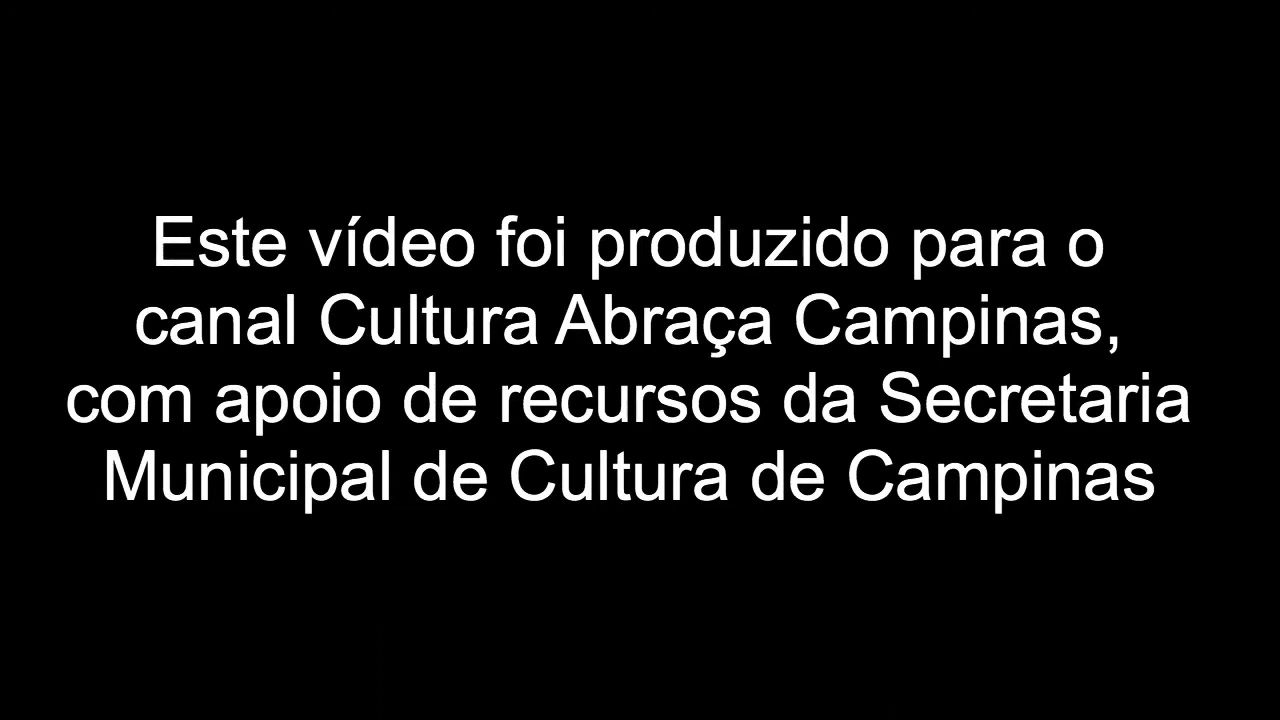 Este vídeo foi produzido para o
canal Cultura Abraça Campinas,
com apoio de recursos da Secretaria
Municipal de Cultura de Campinas